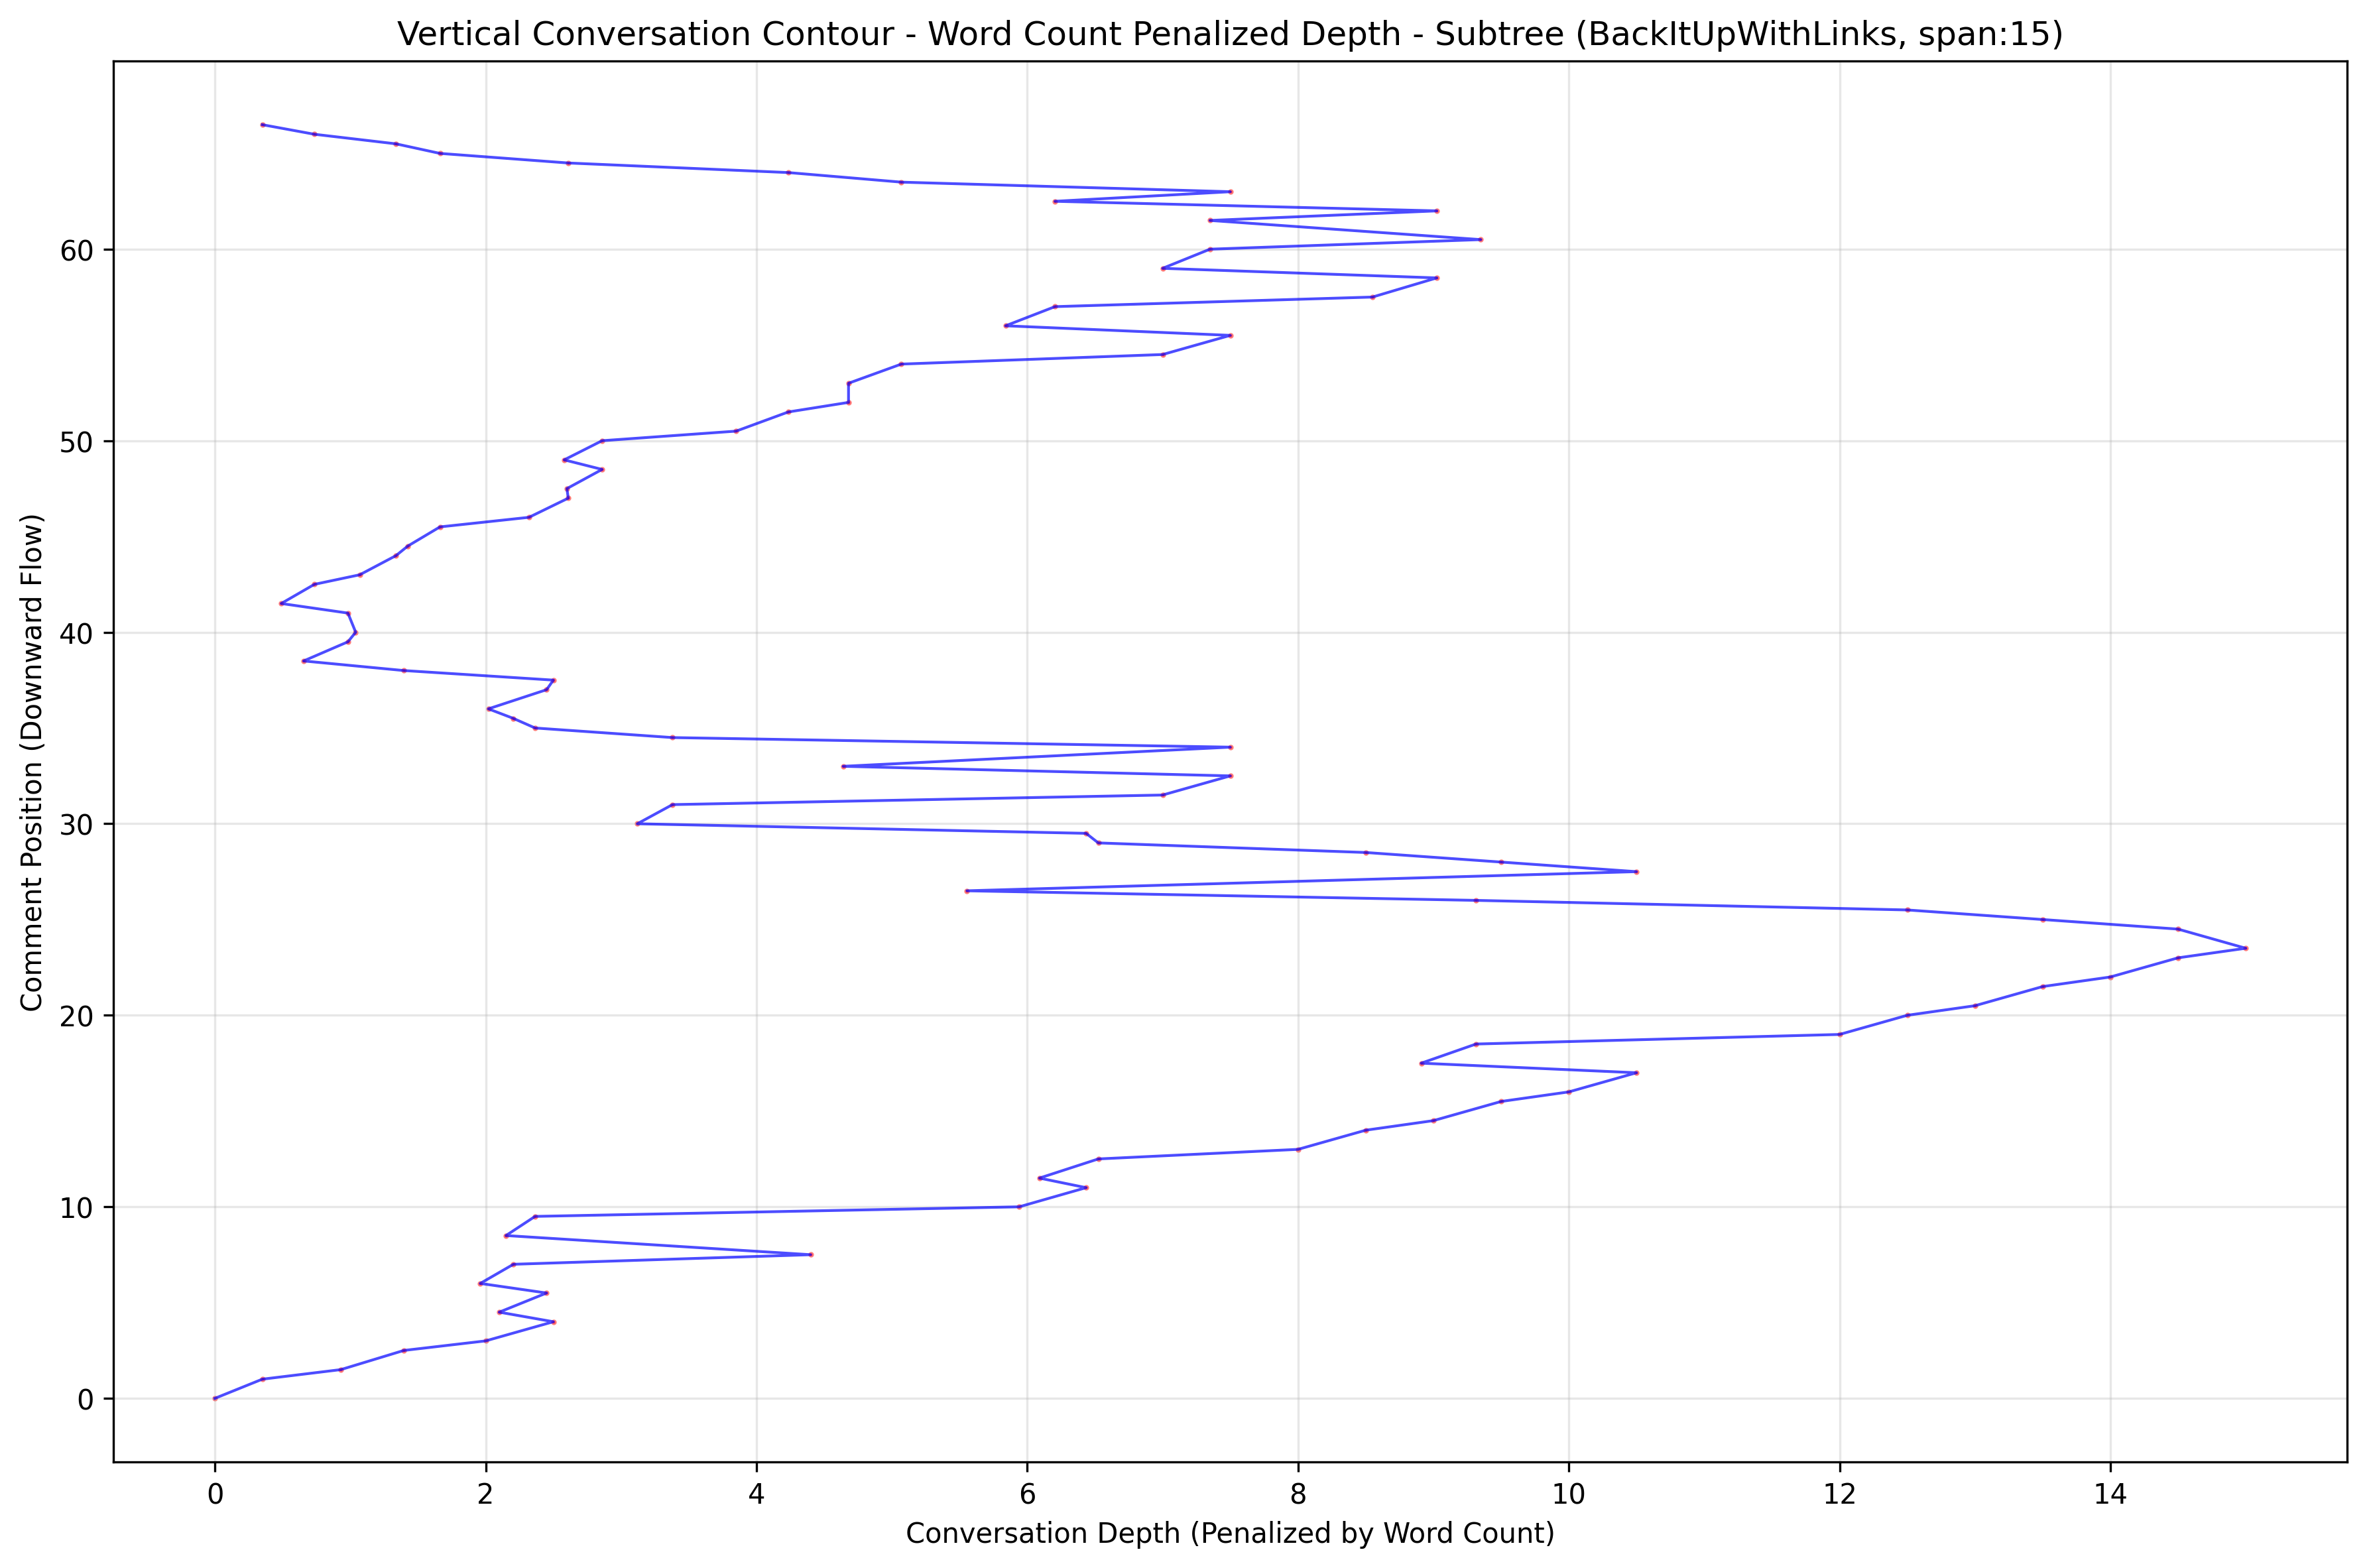 Vertical Conversation Contour - Word Count Penalized Depth - Subtree (BackItUpWithLinks, span:15)
Comment Position (Downward Flow)
60
50
40
30
20
10
0
0 2 4 6 8 10 12 14
Conversation Depth (Penalized by Word Count)